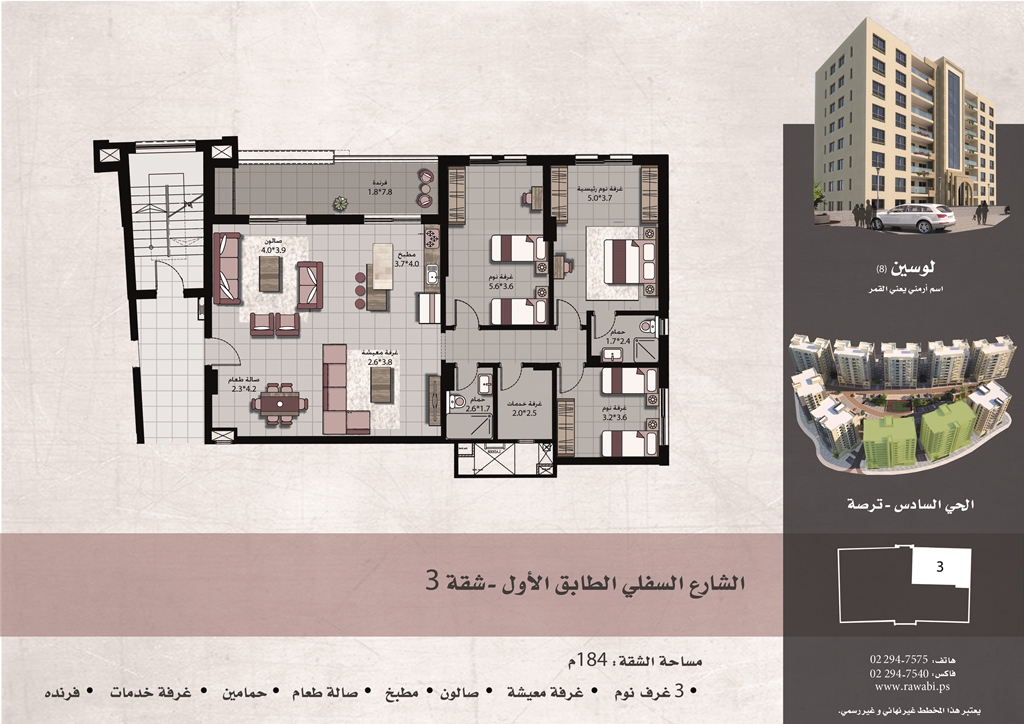 فرندة
1.8*7.8
غرفة نوم رئيسية
5.0*3.7
صالون
4.0*3.9
مطبخ
3.7*4.0
غرفة نوم
5.6*3.6
حمام
1.7*2.4
غرفة معيشة
2.6*3.8
صالة طعام
2.3*4.2
حمام
2.6*1.7
غرفة خدمات
2.0*2.5
غرفة نوم
3.2*3.6
لوسين (8)
اسم أرمني يعني القمر
الحي السادس - ترصة
3
الشارع السفلي الطابق الأول - شقة 3
مساحة الشقة : 184م
• 3 غرف نوم • غرفة معيشة • صالون • مطبخ • صالة طعام • حمامين • غرفة خدمات • فرنده
هاتف: 02 294-7575
فاكس: 02 294-7540
www.rawabi.ps
يعتبر هذا المخطط غير نهائي و غير رسمي.